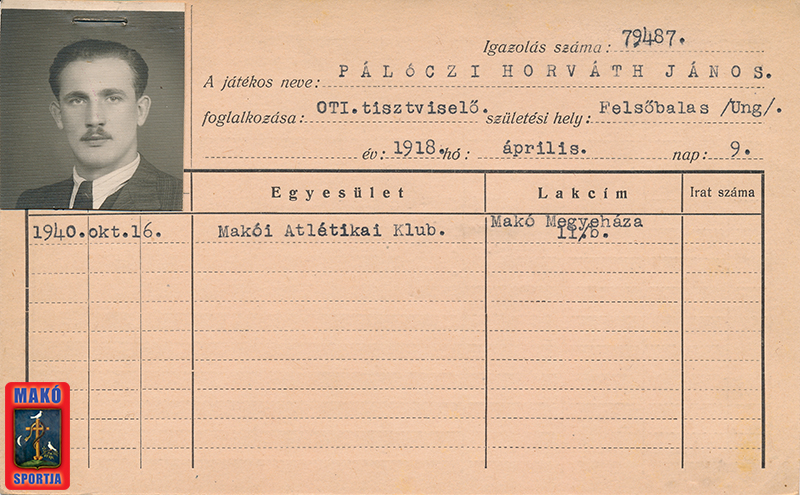 Igazolás száma: 79487.
A játékos neve: PÁLÓCZI HORVÁTH JÁNOS.
foglalkozása: OTI.tisztviselő. születési hely: Felsőbalas /Ung/.
év: 1918. hó: április. nap: 9.
Egyesület Lakcím Irat száma
1940.okt.16. Makói Atlétikai Klub. Makó Megyeháza
II/b.
MAKÓ
SPORTJA